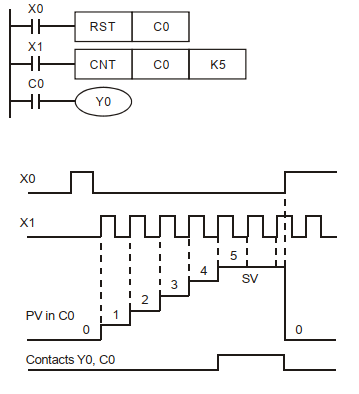 X0
RST C0
X1
CNT C0 K5
C0
Y0
X0
X1
5
4
SV
3
2
PV in C0
1
0
0
Contacts Y0, C0